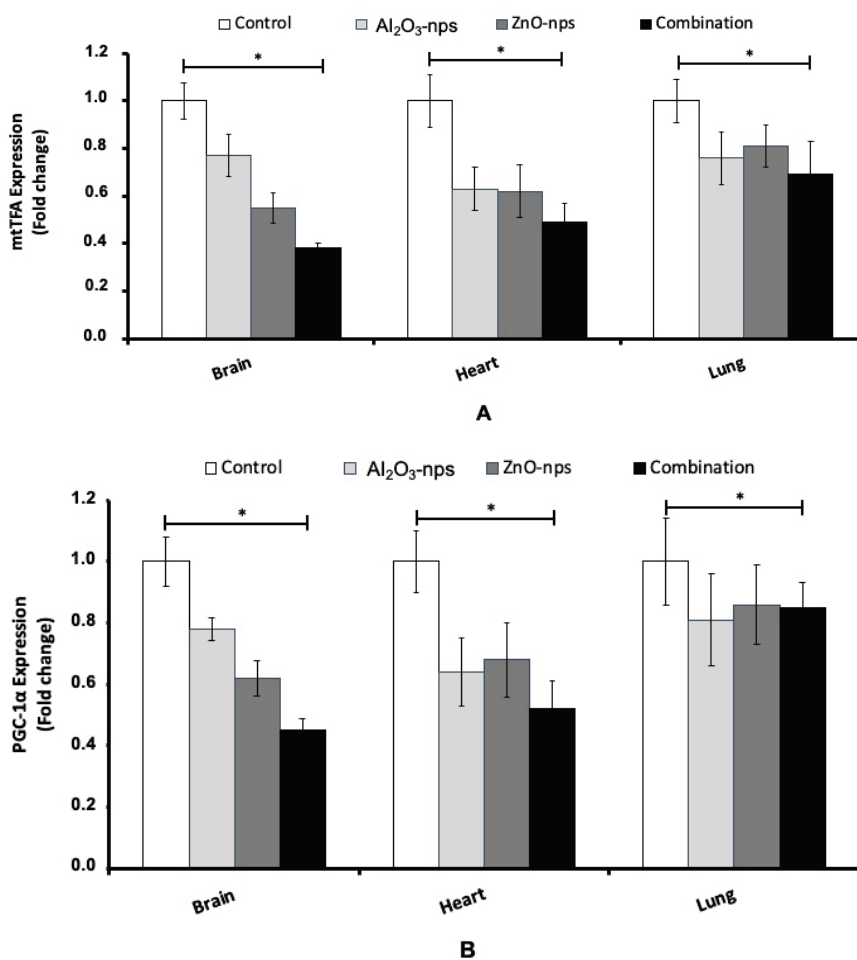 Control Al₂O₃-nps ZnO-nps Combination
mtTFA Expression
(Fold change)
1.2
*
*
*
1.0
0.8
0.6
0.4
0.2
0.0
Brain Heart Lung
A
Control Al₂O₃-nps ZnO-nps Combination
PGC-1α Expression
(Fold change)
1.2
*
*
*
1.0
0.8
0.6
0.4
0.2
0.0
Brain Heart Lung
B